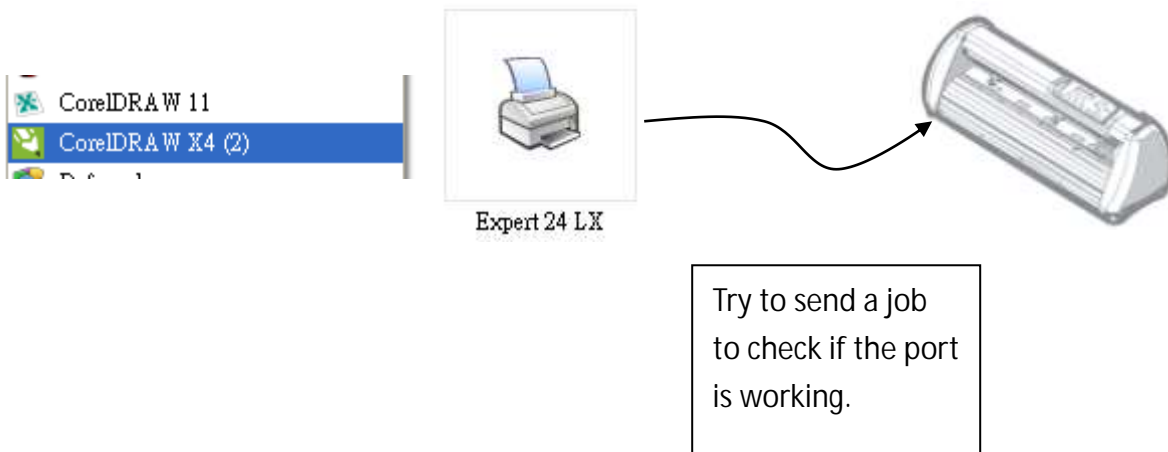 CorelDRAW 11
CorelDRAW X4 (2)
Expert 24 LX
Try to send a job
to check if the port
is working.